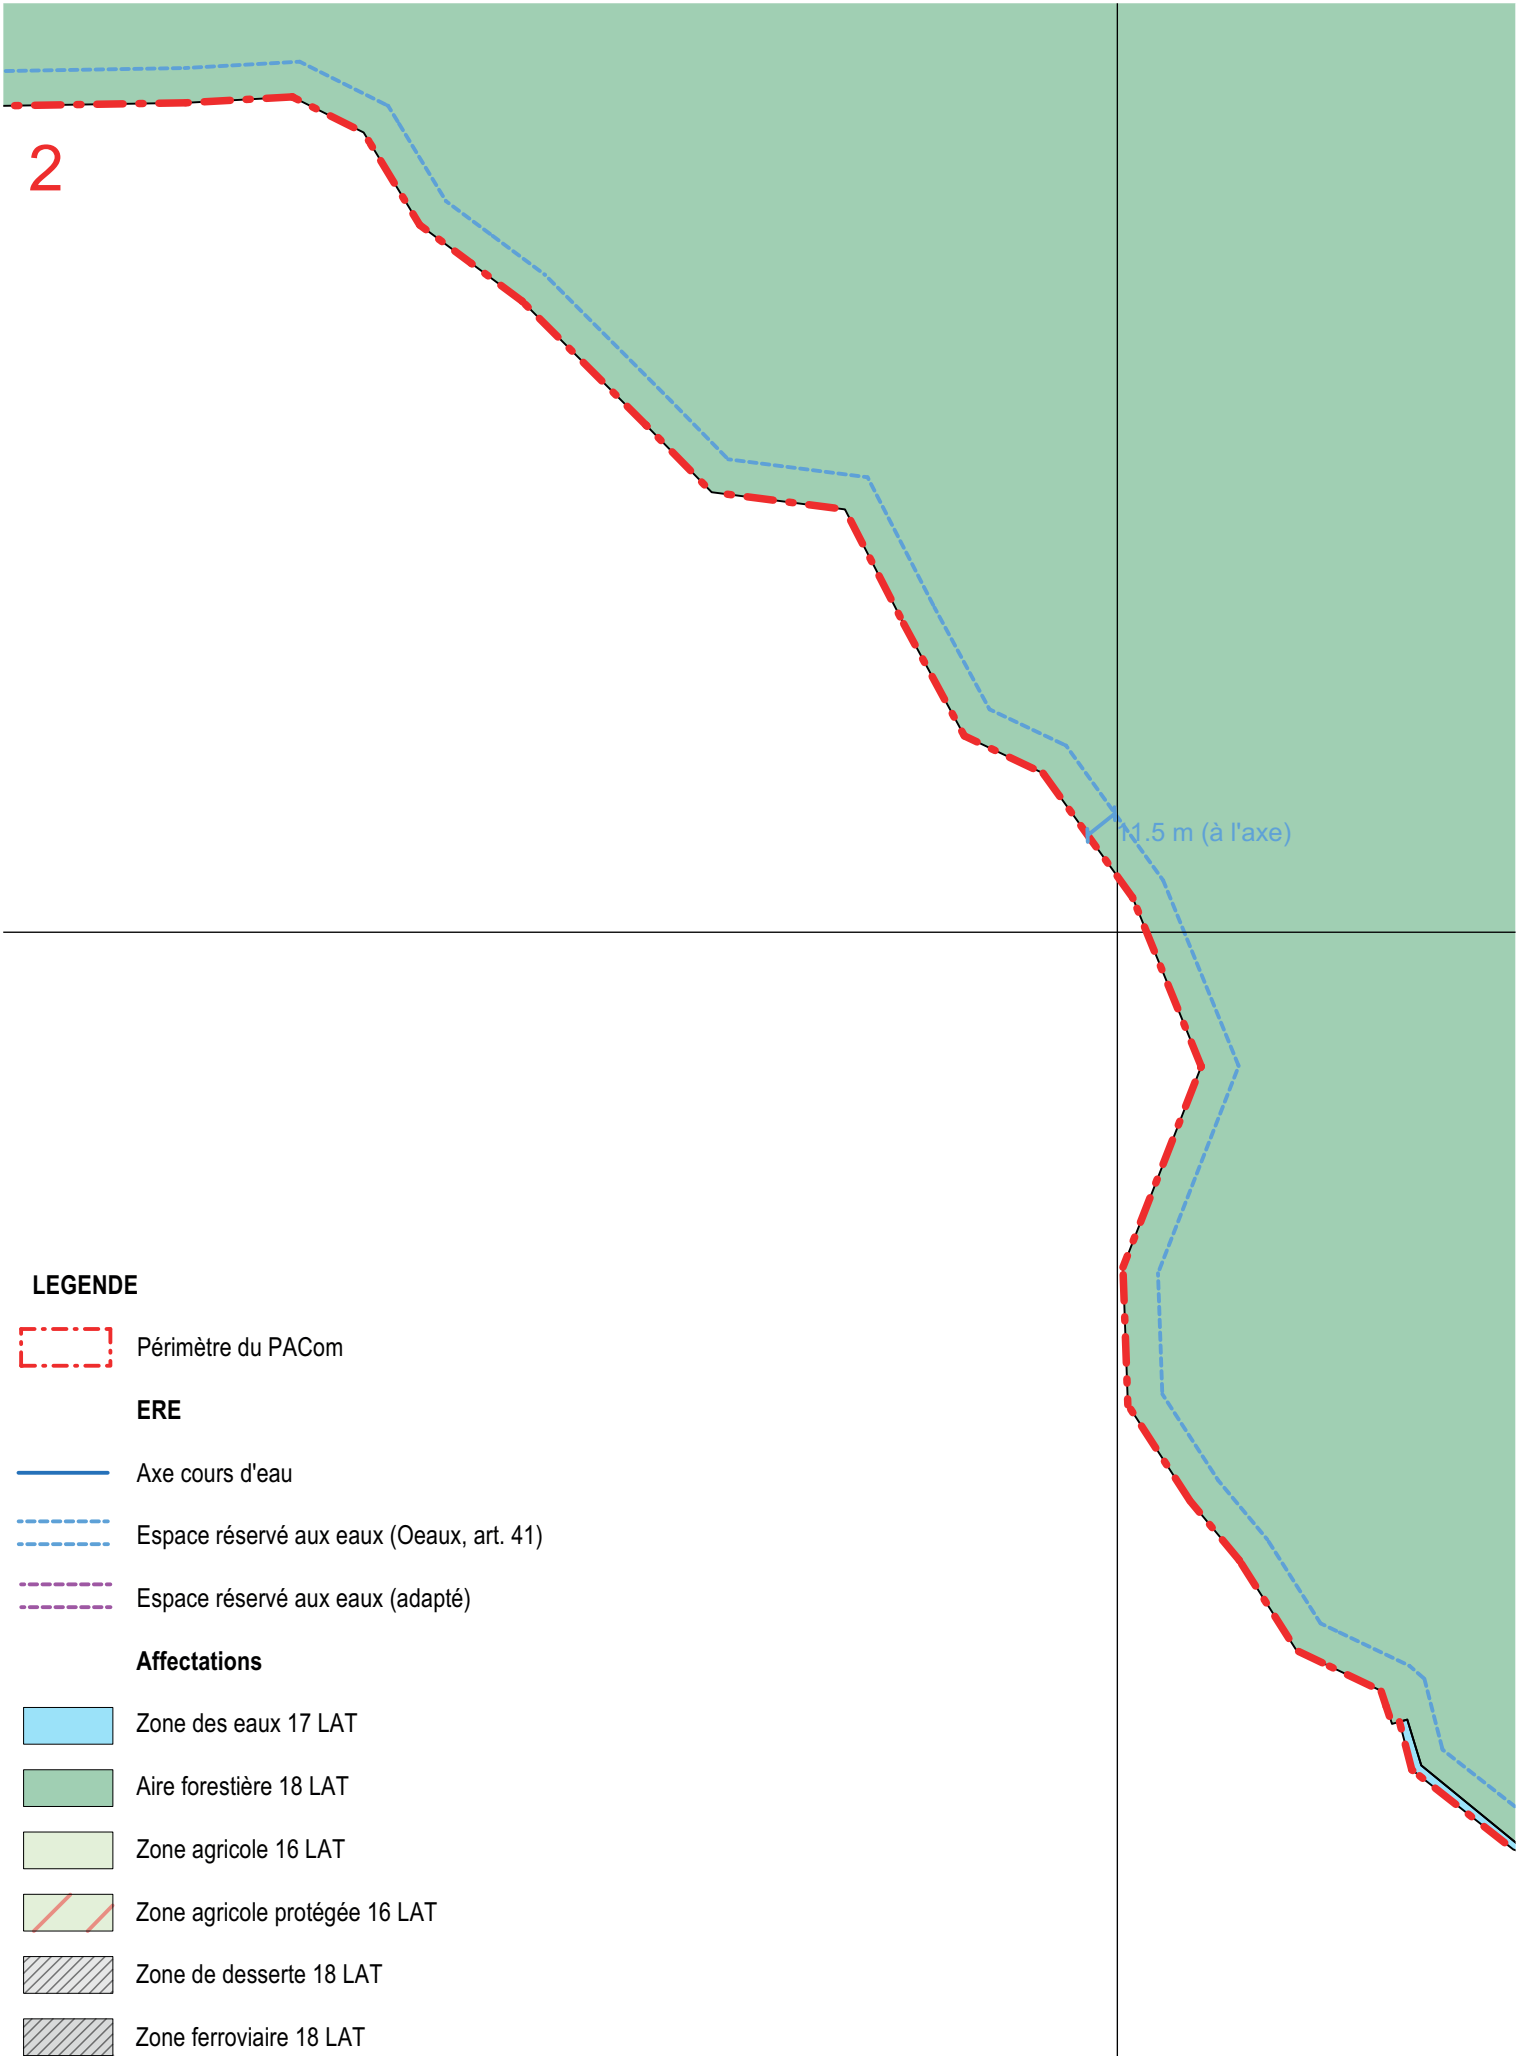 2
11.5 m (à l'axe)
LEGENDE
Périmètre du PACom
ERE
Axe cours d'eau
Espace réservé aux eaux (Oeaux, art. 41)
Espace réservé aux eaux (adapté)
Affectations
Zone des eaux 17 LAT
Aire forestière 18 LAT
Zone agricole 16 LAT
Zone agricole protégée 16 LAT
Zone de desserte 18 LAT
Zone ferroviaire 18 LAT